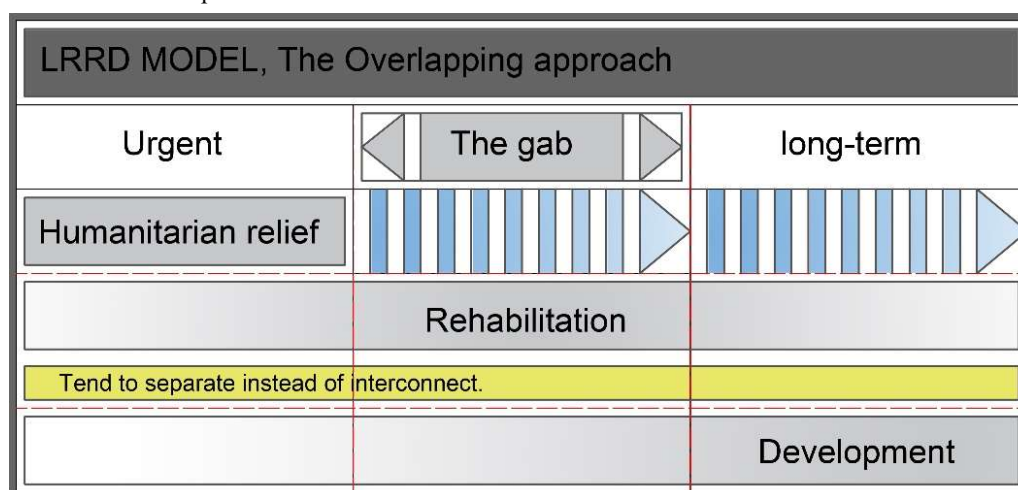 LRRD MODEL, The Overlapping approach
Urgent
The gab
long-term
Humanitarian relief
Rehabilitation
Tend to separate instead of interconnect.
Development